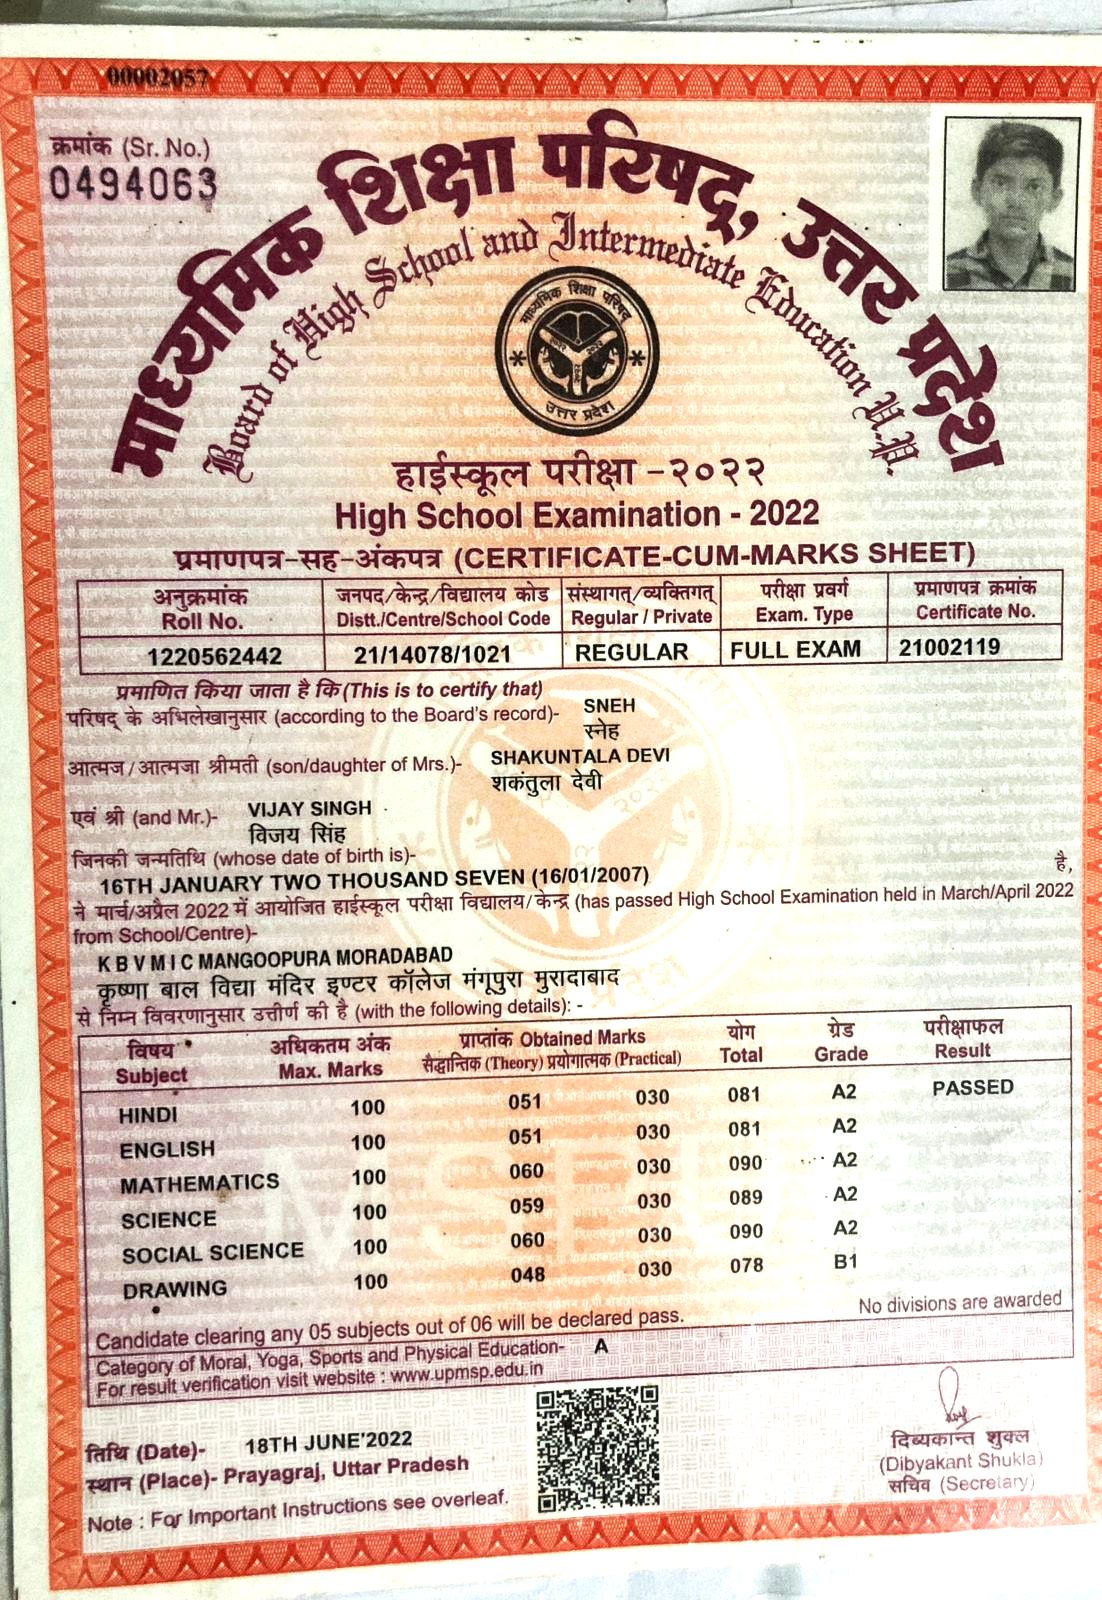 00002057
क्रमांक (Sr. No.)
0494063
माध्यमिक शिक्षा परिषद्, उत्तर प्रदेश
Board of High School and Intermediate Education U.P.
माध्यमिक शिक्षा परिषद्
उत्तर प्रदेश
हाईस्कूल परीक्षा -२०२२
High School Examination - 2022
प्रमाणपत्र-सह-अंकपत्र (CERTIFICATE-CUM-MARKS SHEET)
अनुक्रमांक जनपद/केन्द्र/विद्यालय कोड संस्थागत्/व्यक्तिगत् परीक्षा प्रवर्ग प्रमाणपत्र क्रमांक
Roll No. Distt./Centre/School Code Regular / Private Exam. Type Certificate No.
1220562442 21/14078/1021 REGULAR FULL EXAM 21002119
प्रमाणित किया जाता है कि (This is to certify that)
परिषद् के अभिलेखानुसार (according to the Board's record)- SNEH
स्नेह
आत्मज/आत्मजा श्रीमती (son/daughter of Mrs.)- SHAKUNTALA DEVI
शकंतुला देवी
एवं श्री (and Mr.)- VIJAY SINGH
विजय सिंह
जिनकी जन्मतिथि (whose date of birth is)-
16TH JANUARY TWO THOUSAND SEVEN (16/01/2007) है,
ने मार्च/अप्रैल 2022 में आयोजित हाईस्कूल परीक्षा विद्यालय/केन्द्र (has passed High School Examination held in March/April 2022
from School/Centre)-
K B V M I C MANGOOPURA MORADABAD
कृष्णा बाल विद्या मंदिर इण्टर कॉलेज मंगूपुरा मुरादाबाद
से निम्न विवरणानुसार उत्तीर्ण की है (with the following details): -
विषय अधिकतम अंक प्राप्तांक Obtained Marks योग ग्रेड परीक्षाफल
Subject Max. Marks सैद्धान्तिक (Theory) प्रयोगात्मक (Practical) Total Grade Result
HINDI 100 051 030 081 A2 PASSED
ENGLISH 100 051 030 081 A2
MATHEMATICS 100 060 030 090 A2
SCIENCE 100 059 030 089 A2
SOCIAL SCIENCE 100 060 030 090 A2
DRAWING 100 048 030 078 B1
Candidate clearing any 05 subjects out of 06 will be declared pass. No divisions are awarded
Category of Moral, Yoga, Sports and Physical Education- A
For result verification visit website : www.upmsp.edu.in
तिथि (Date)- 18TH JUNE'2022
स्थान (Place)- Prayagraj, Uttar Pradesh
Note : For Important Instructions see overleaf.
दिब्यकान्त शुक्ल
(Dibyakant Shukla)
सचिव (Secretary)